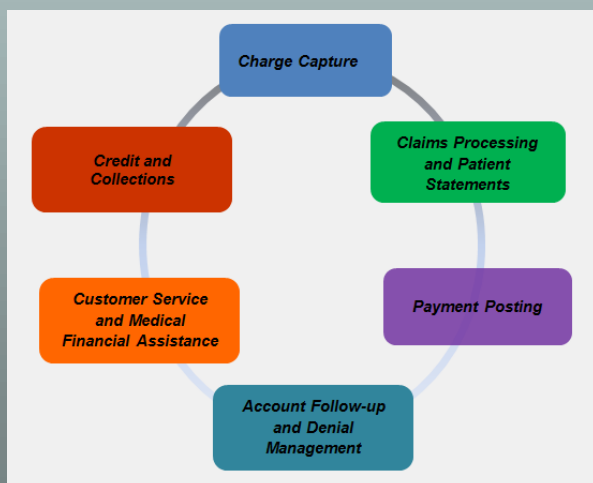 Charge Capture
Claims Processing
and Patient
Statements
Payment Posting
Account Follow-up
and Denial
Management
Customer Service
and Medical
Financial Assistance
Credit and
Collections